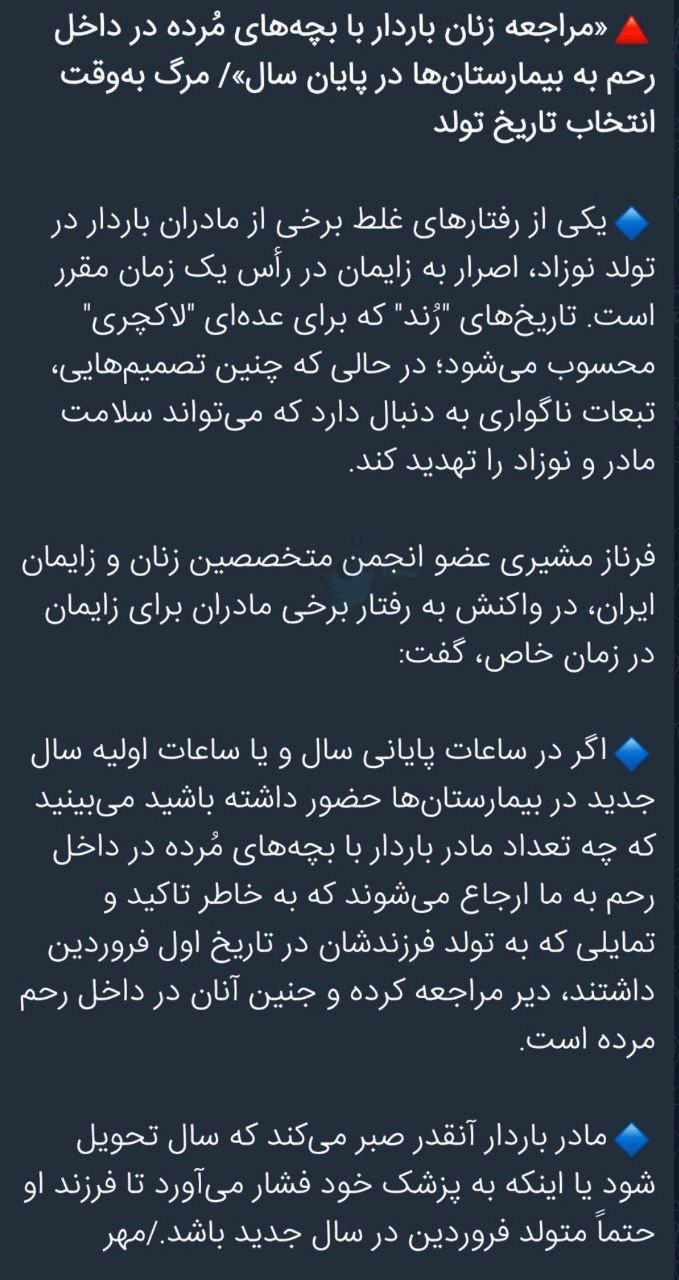 🔺«مراجعه زنان باردار با بچه‌های مُرده در داخل
رحم به بیمارستان‌ها در پایان سال»/ مرگ به‌وقت
انتخاب تاریخ تولد
🔷یکی از رفتارهای غلط برخی از مادران باردار در
تولد نوزاد، اصرار به زایمان در رأس یک زمان مقرر
است. تاریخ‌های "رُند" که برای عده‌ای "لاکچری"
محسوب می‌شود؛ در حالی که چنین تصمیم‌هایی،
تبعات ناگواری به دنبال دارد که می‌تواند سلامت
مادر و نوزاد را تهدید کند.
فرناز مشیری عضو انجمن متخصصین زنان و زایمان
ایران، در واکنش به رفتار برخی مادران برای زایمان
در زمان خاص، گفت:
🔷اگر در ساعات پایانی سال و یا ساعات اولیه سال
جدید در بیمارستان‌ها حضور داشته باشید می‌بینید
که چه تعداد مادر باردار با بچه‌های مُرده در داخل
رحم به ما ارجاع می‌شوند که به خاطر تاکید و
تمایلی که به تولد فرزندشان در تاریخ اول فروردین
داشتند، دیر مراجعه کرده و جنین آنان در داخل رحم
مرده است.
🔷مادر باردار آنقدر صبر می‌کند که سال تحویل
شود یا اینکه به پزشک خود فشار می‌آورد تا فرزند او
حتماً متولد فروردین در سال جدید باشد./مهر